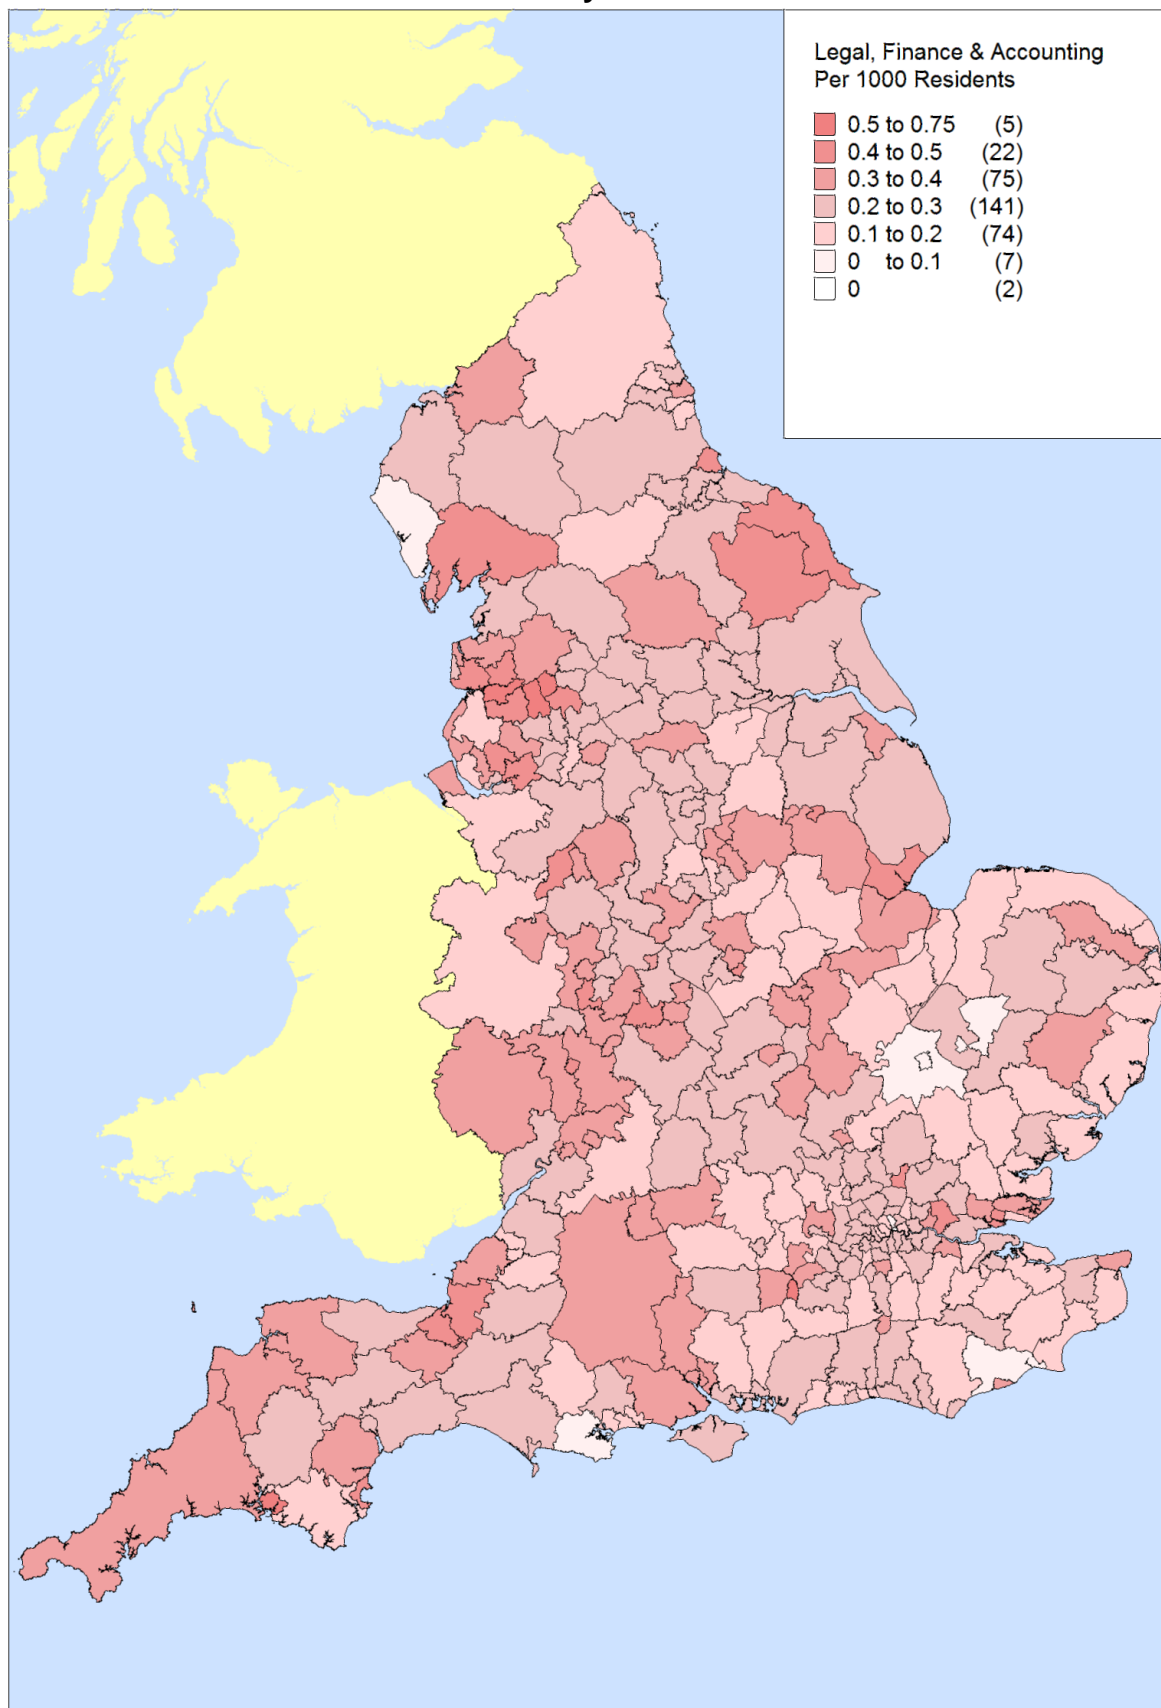 Legal, Finance & Accounting
Per 1000 Residents
0.5 to 0.75 (5)
0.4 to 0.5 (22)
0.3 to 0.4 (75)
0.2 to 0.3 (141)
0.1 to 0.2 (74)
0 to 0.1 (7)
0 (2)